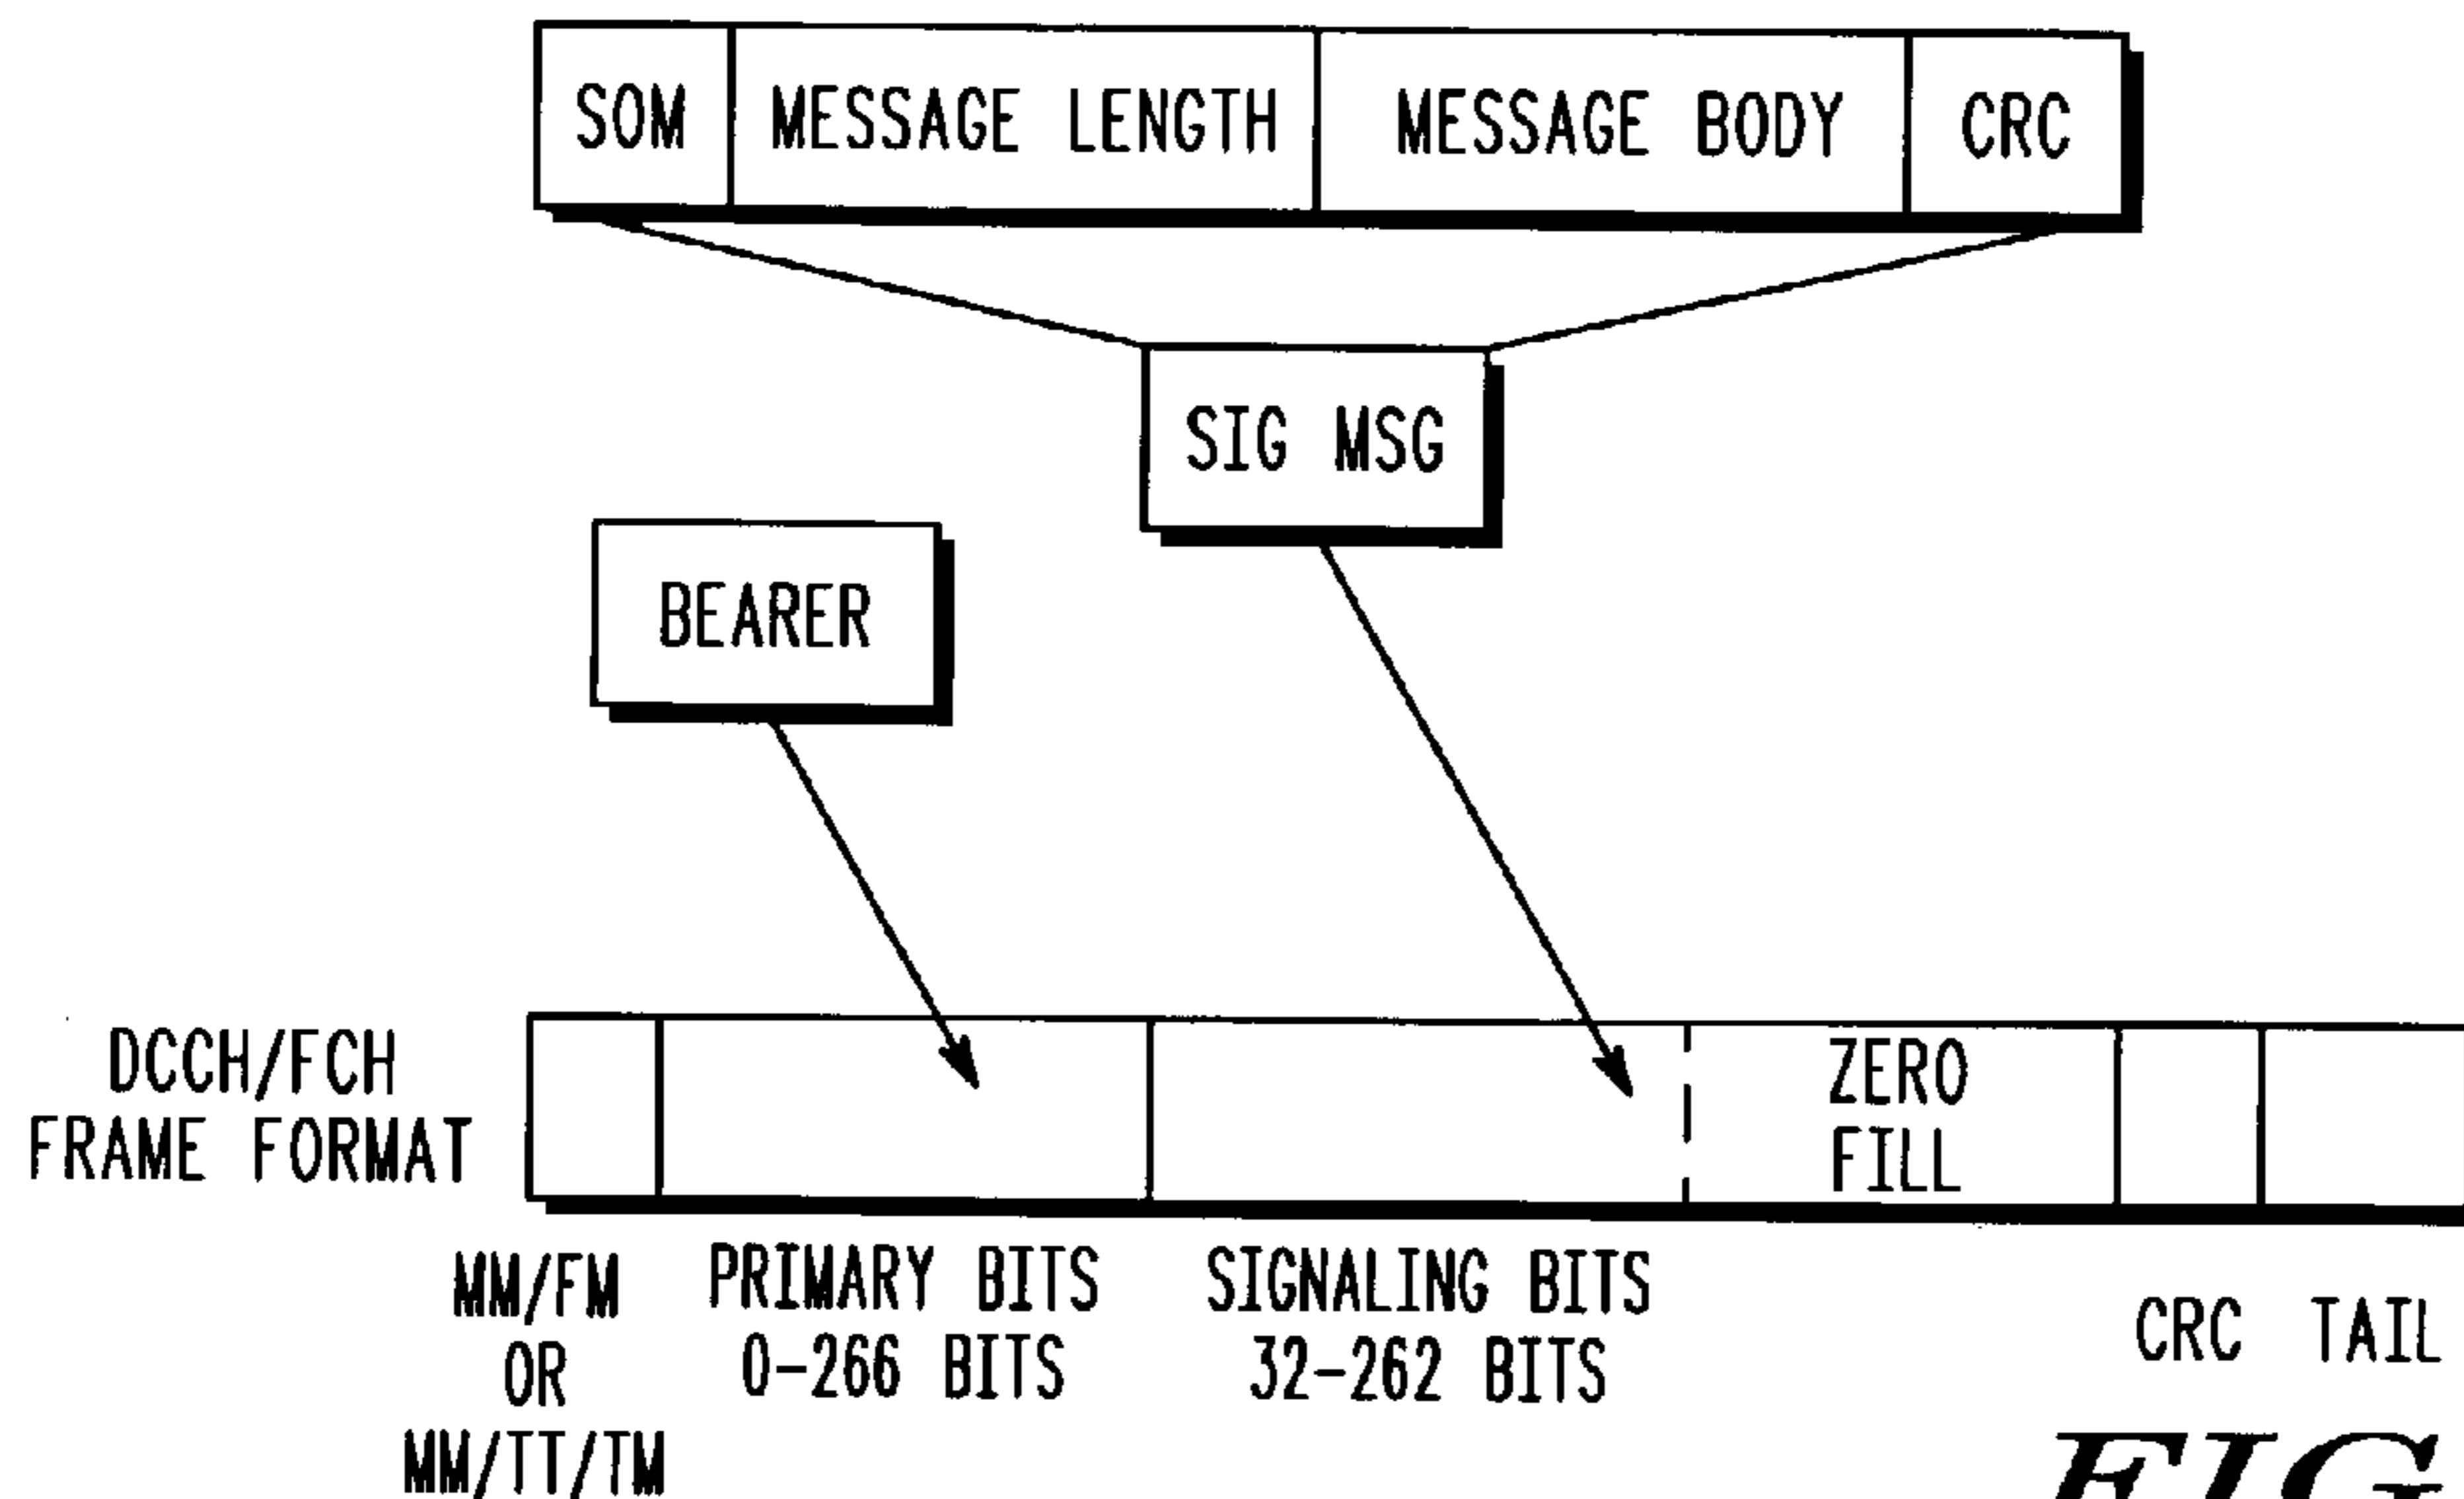 SOM MESSAGE LENGTH MESSAGE BODY CRC
SIG MSG
BEARER
DCCH/FCH
FRAME FORMAT
ZERO
FILL
MM/FM
OR
MM/TT/TM
PRIMARY BITS
0-266 BITS
SIGNALING BITS
32-262 BITS
CRC TAIL
FIG